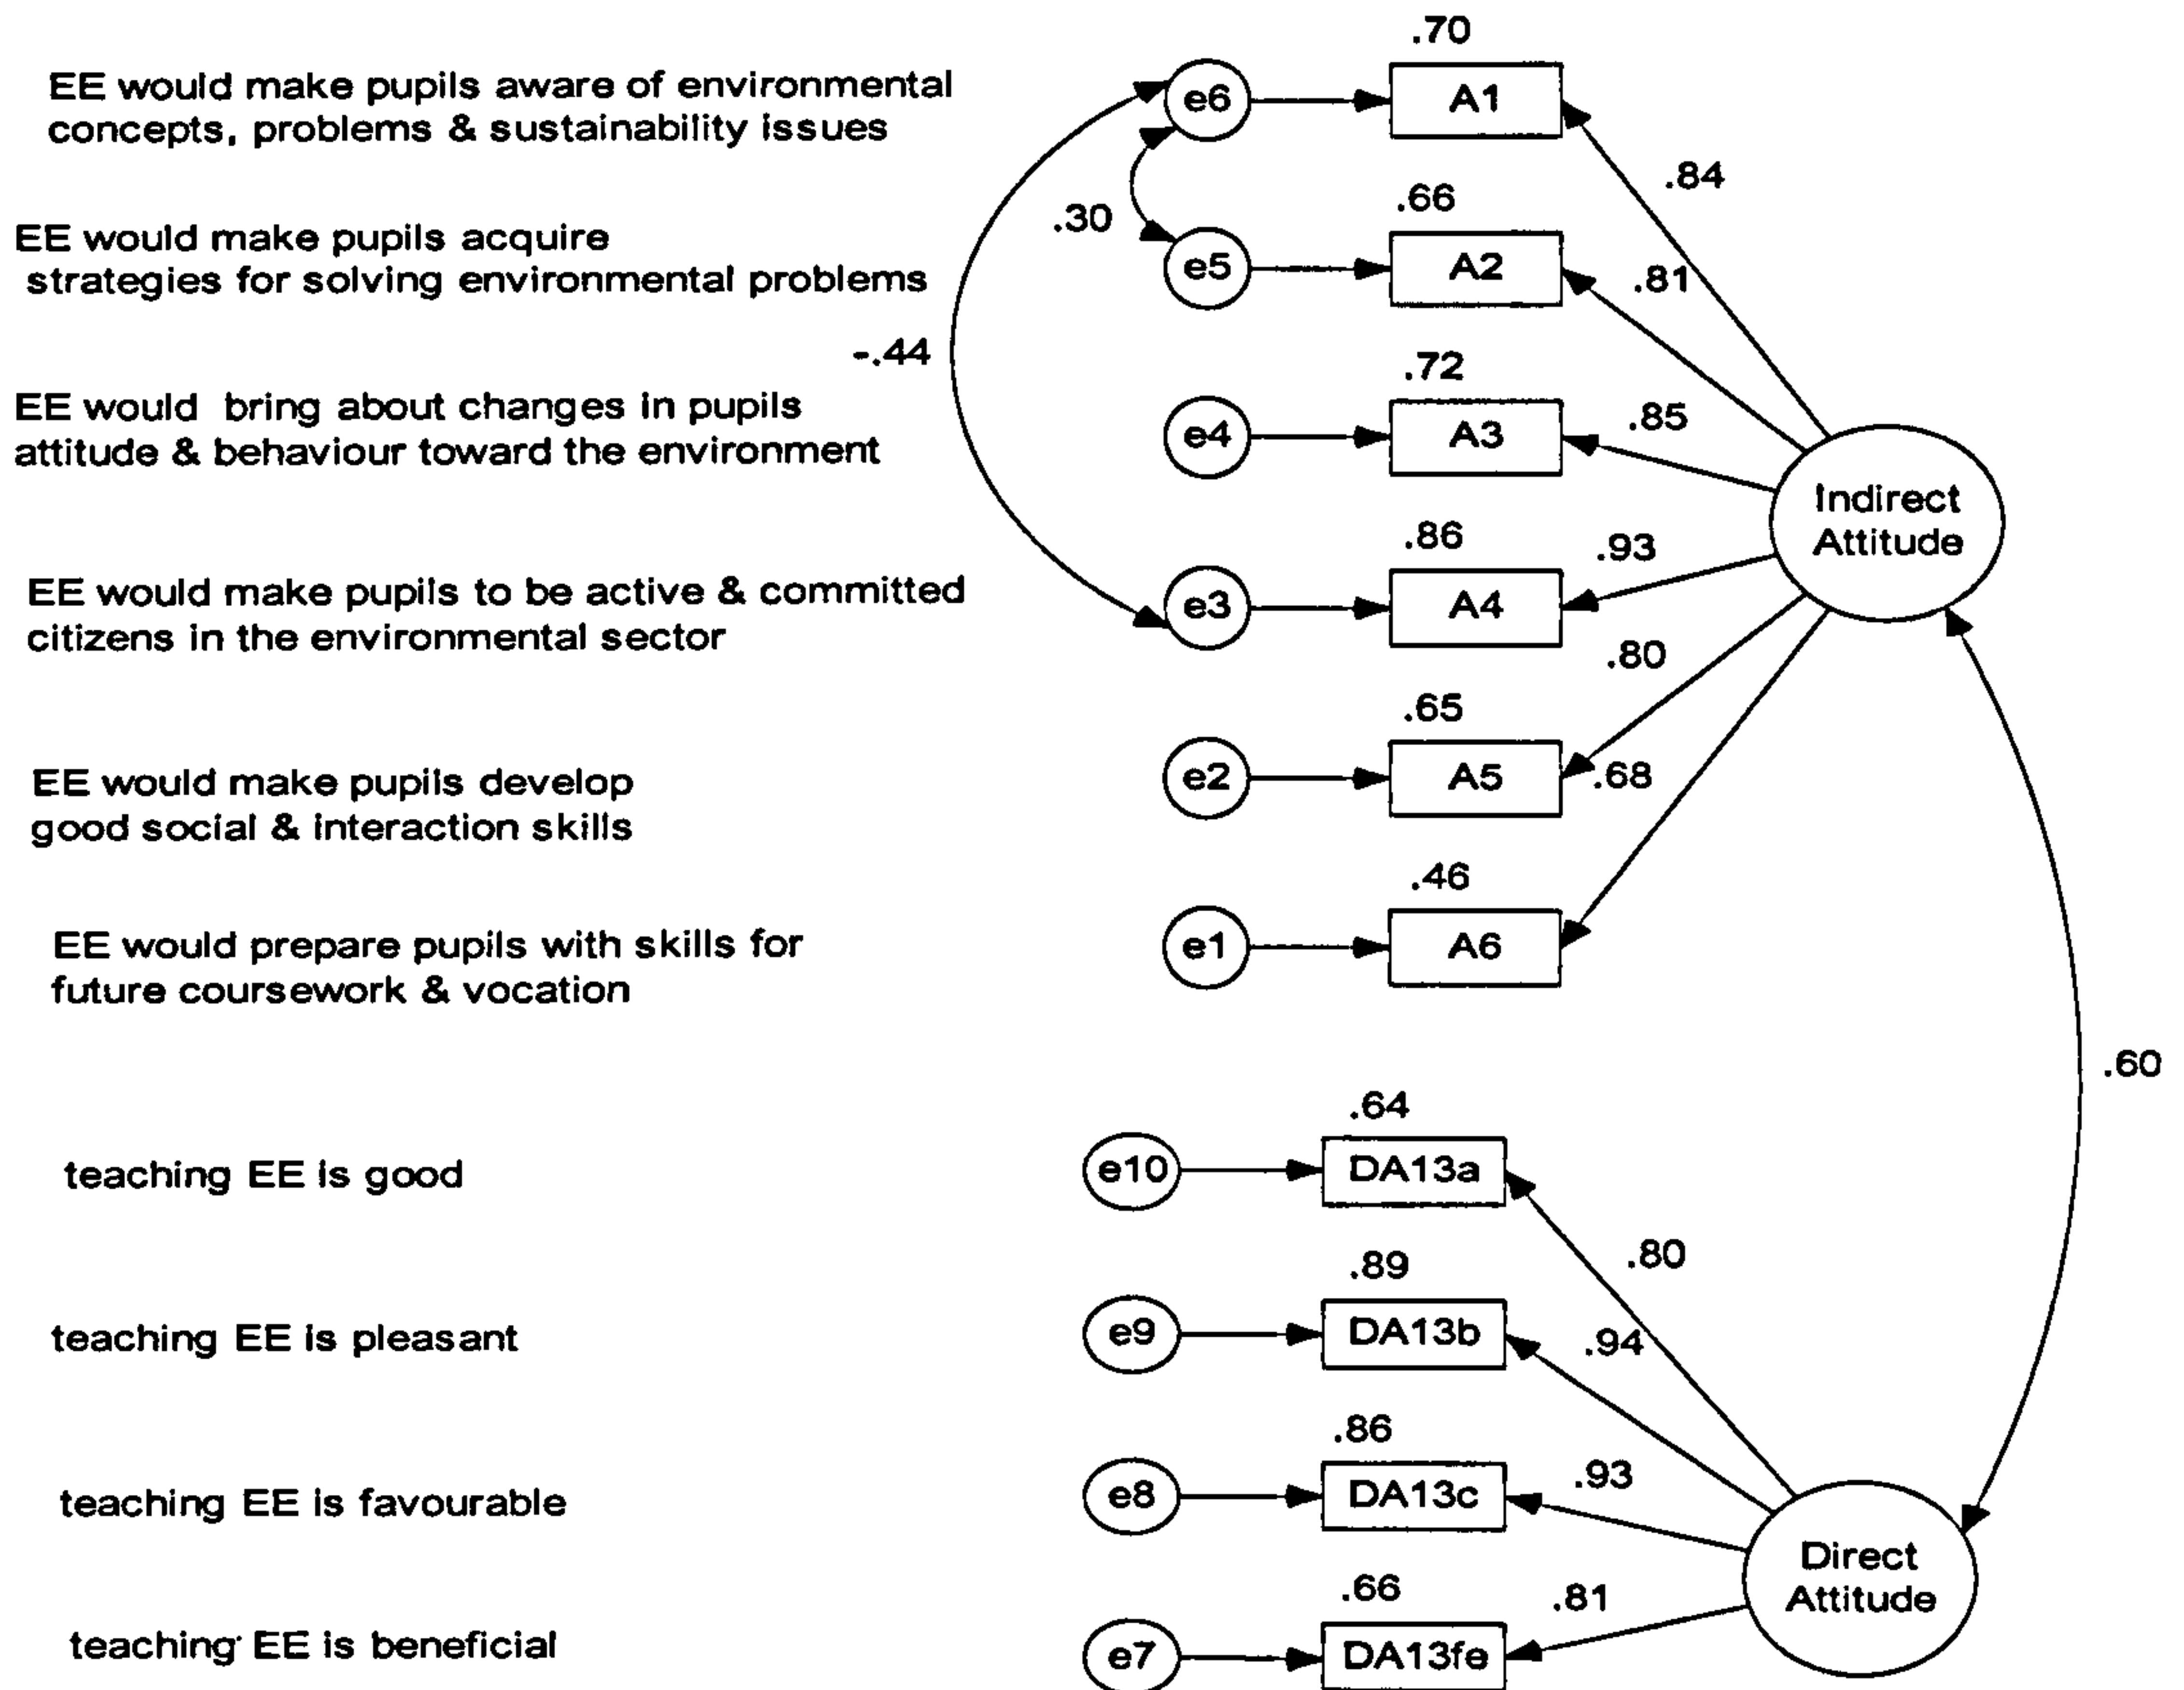 .70
EE would make pupils aware of environmental
concepts, problems & sustainability issues
e6
A1
.84
.66
.30
EE would make pupils acquire
strategies for solving environmental problems
e5
A2
.81
-.44
.72
EE would bring about changes in pupils
attitude & behaviour toward the environment
e4
A3
.85
Indirect
Attitude
.86
.93
EE would make pupils to be active & committed
citizens in the environmental sector
e3
A4
.80
.65
EE would make pupils develop
good social & interaction skills
e2
A5
.68
.46
EE would prepare pupils with skills for
future coursework & vocation
e1
A6
.60
.64
teaching EE is good
e10
DA13a
.80
.89
teaching EE is pleasant
e9
DA13b
.94
.86
teaching EE is favourable
e8
DA13c
.93
Direct
Attitude
.66
.81
teaching EE is beneficial
e7
DA13fe